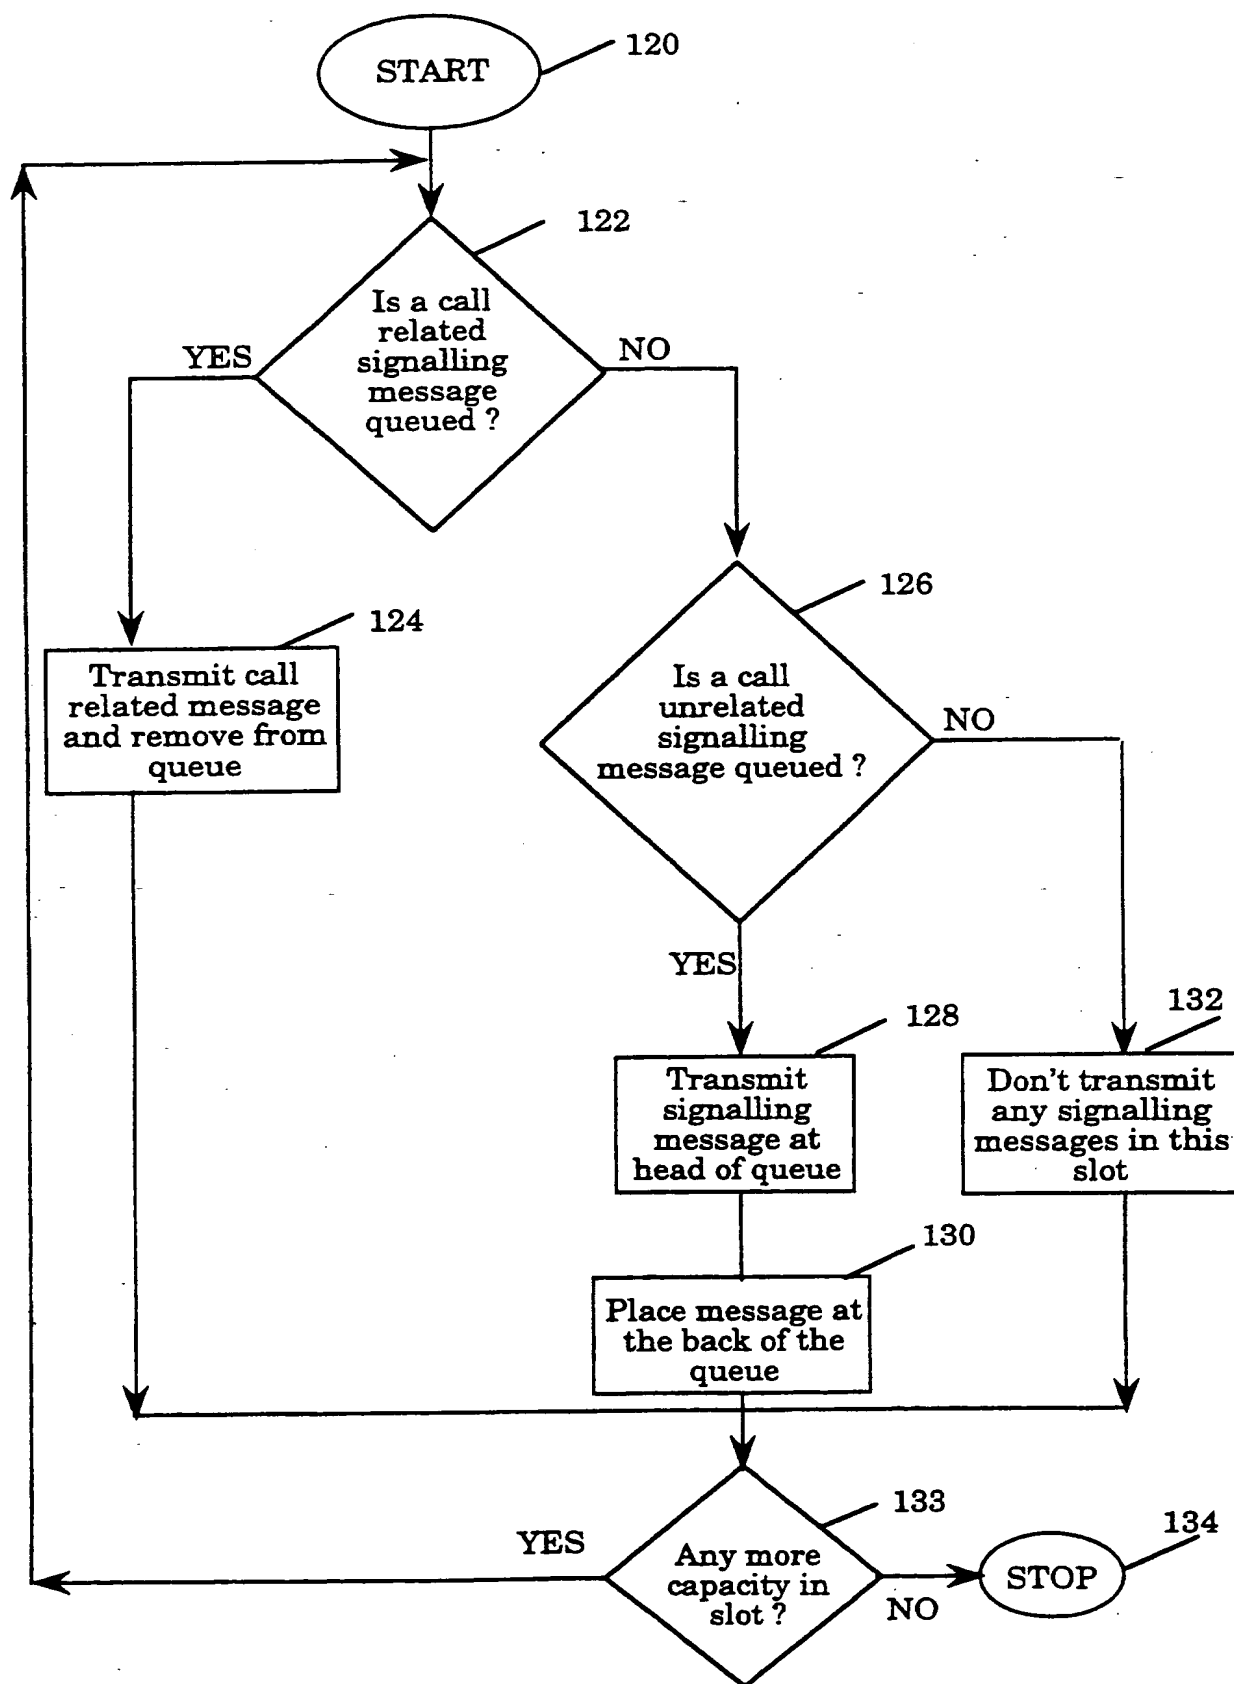 START
120
122
Is a call
related
signalling
message
queued ?
YES
NO
124
Transmit call
related message
and remove from
queue
126
Is a call
unrelated
signalling
message queued ?
NO
YES
128
Transmit
signalling
message at
head of queue
132
Don't transmit
any signalling
messages in this
slot
130
Place message at
the back of the
queue
133
Any more
capacity in
slot ?
YES
NO
134
STOP